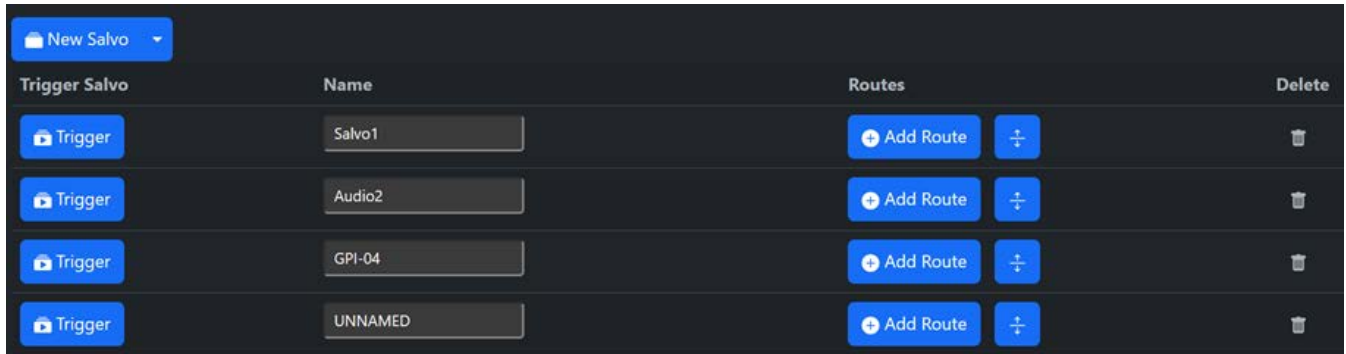 New Salvo
Trigger Salvo Name Routes Delete
Trigger Salvo1 Add Route
Trigger Audio2 Add Route
Trigger GPI-04 Add Route
Trigger UNNAMED Add Route